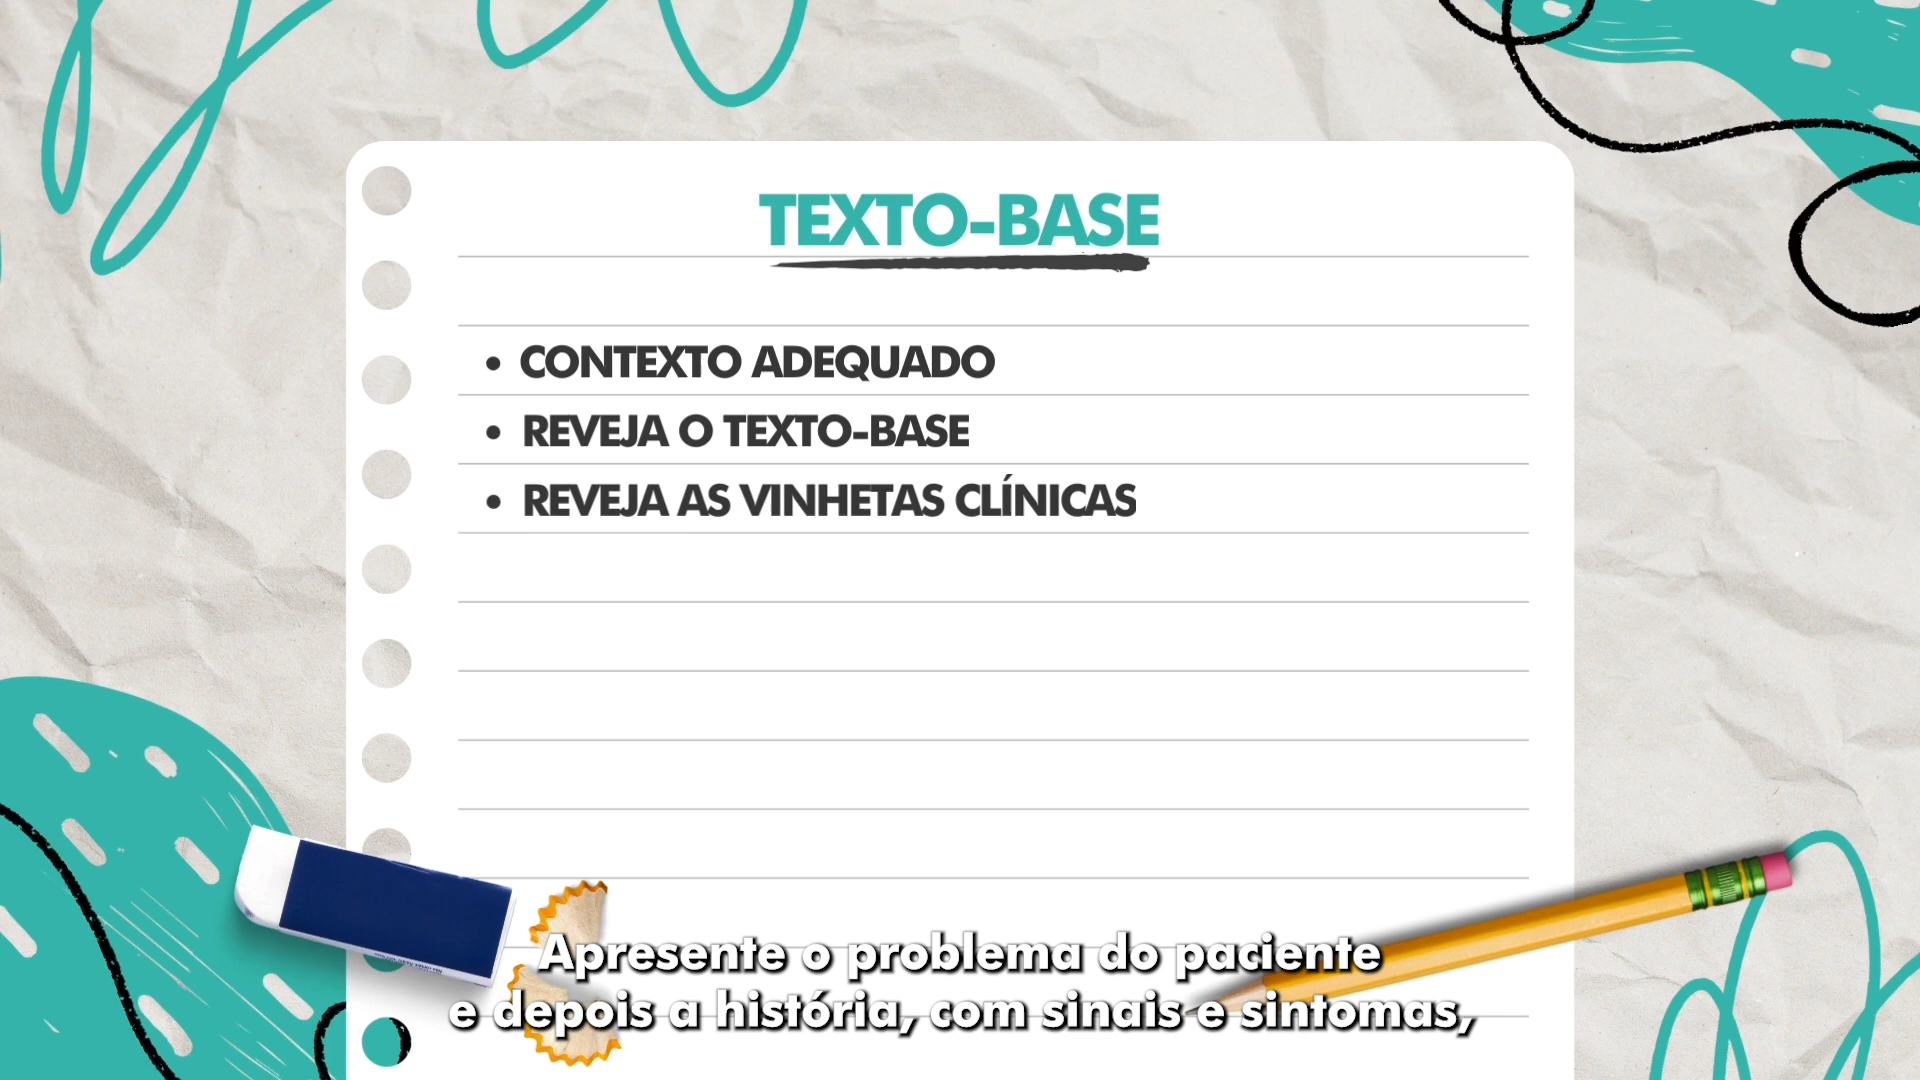 TEXTO-BASE
• CONTEXTO ADEQUADO
• REVEJA O TEXTO-BASE
• REVEJA AS VINHETAS CLÍNICAS
Apresente o problema do paciente
e depois a história, com sinais e sintomas,